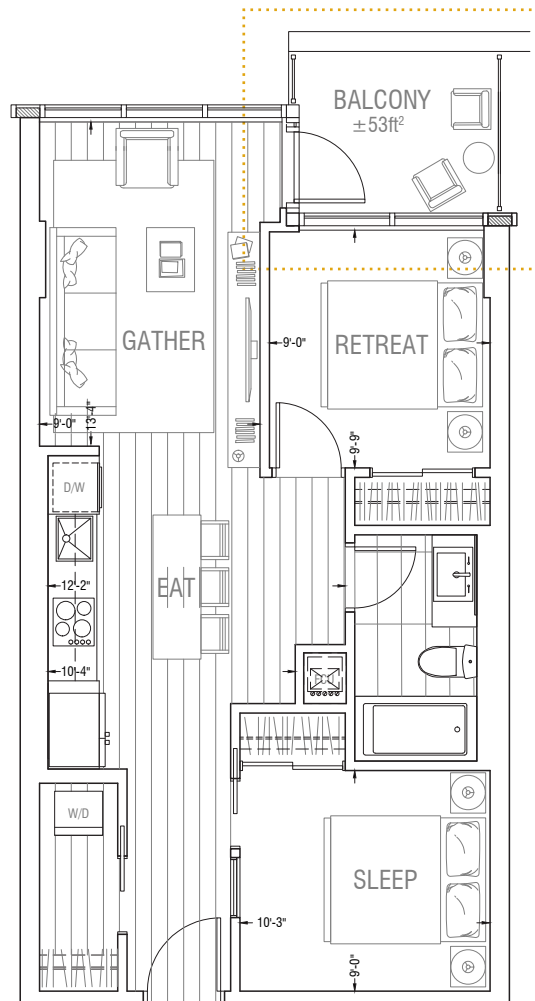 BALCONY
±53ft²
GATHER
RETREAT
9'-0"
9'-0"
13'-4"
9'-9"
D/W
12'-2"
EAT
10'-4"
W/D
SLEEP
10'-3"
9'-0"